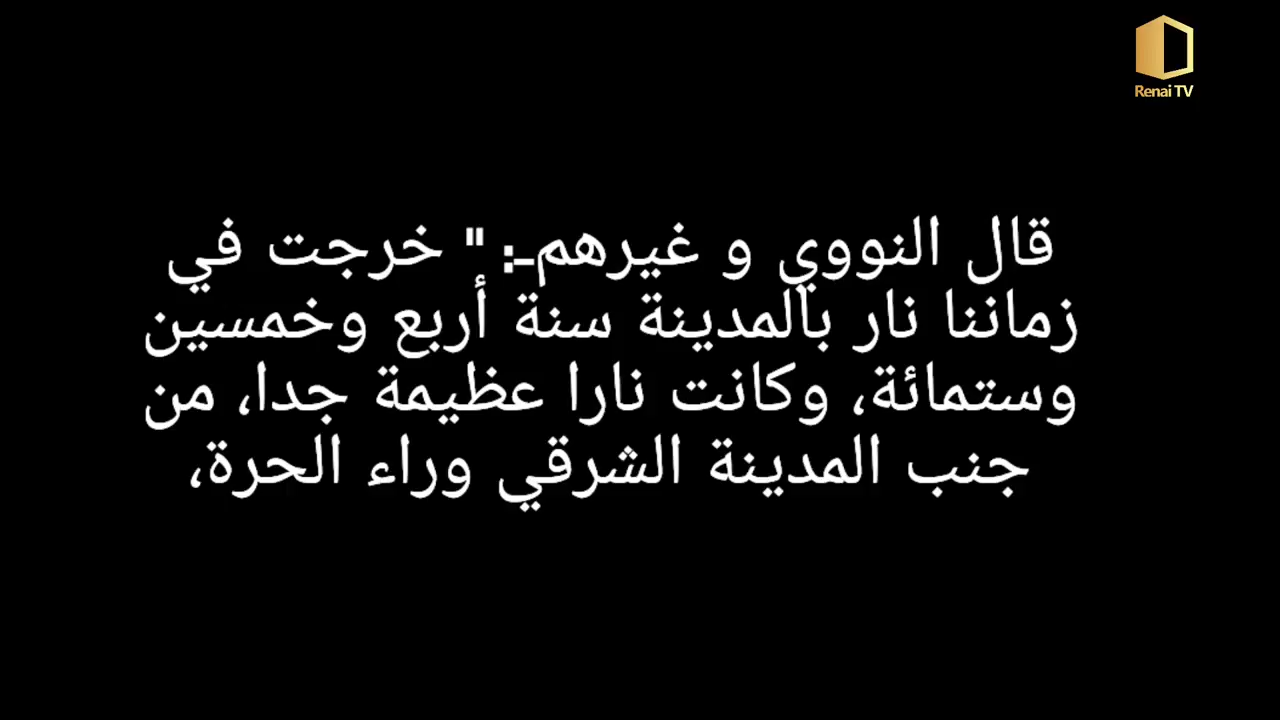 Renai TV
قال النووي و غيرهم-: " خرجت في
زماننا نار بالمدينة سنة أربع وخمسين
وستمائة، وكانت نارا عظيمة جدا، من
جنب المدينة الشرقي وراء الحرة،